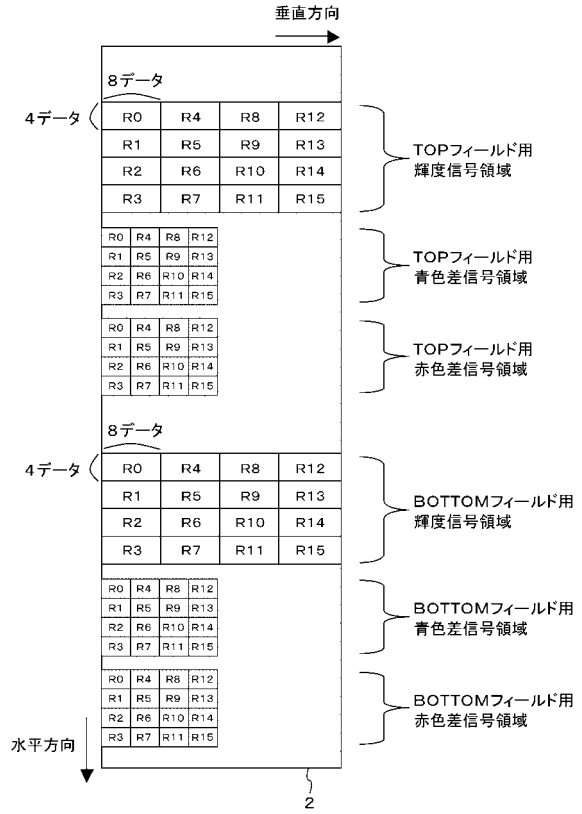 垂直方向
8データ
4データ
R0 R4 R8 R12
R1 R5 R9 R13
R2 R6 R10 R14
R3 R7 R11 R15
TOPフィールド用
輝度信号領域
R0 R4 R8 R12
R1 R5 R9 R13
R2 R6 R10 R14
R3 R7 R11 R15
TOPフィールド用
青色差信号領域
R0 R4 R8 R12
R1 R5 R9 R13
R2 R6 R10 R14
R3 R7 R11 R15
TOPフィールド用
赤色差信号領域
8データ
4データ
R0 R4 R8 R12
R1 R5 R9 R13
R2 R6 R10 R14
R3 R7 R11 R15
BOTTOMフィールド用
輝度信号領域
R0 R4 R8 R12
R1 R5 R9 R13
R2 R6 R10 R14
R3 R7 R11 R15
BOTTOMフィールド用
青色差信号領域
R0 R4 R8 R12
R1 R5 R9 R13
R2 R6 R10 R14
R3 R7 R11 R15
BOTTOMフィールド用
赤色差信号領域
水平方向
2